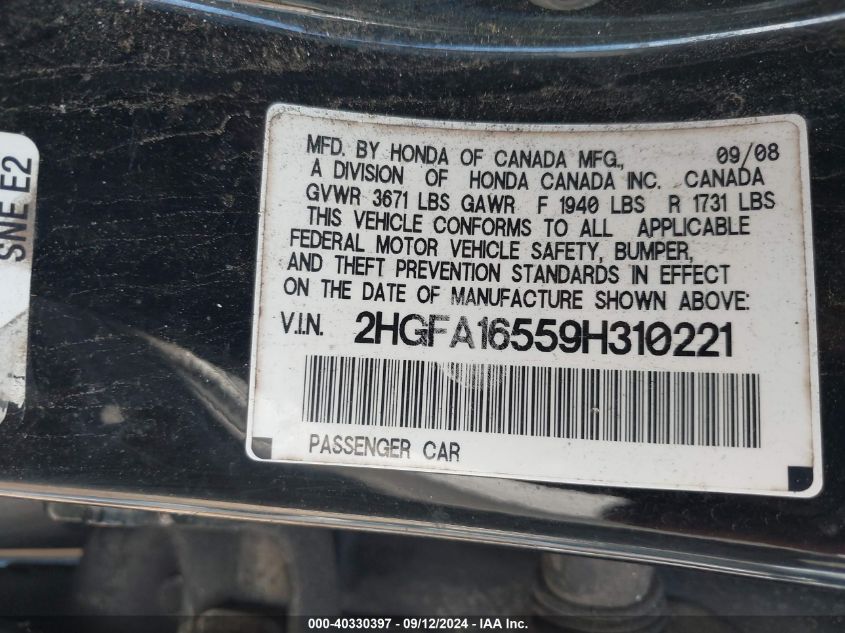 SNE E2
MFD. BY HONDA OF CANADA MFG., 09/08
A DIVISION OF HONDA CANADA INC. CANADA
GVWR 3671 LBS GAWR F 1940 LBS R 1731 LBS
THIS VEHICLE CONFORMS TO ALL APPLICABLE
FEDERAL MOTOR VEHICLE SAFETY, BUMPER,
AND THEFT PREVENTION STANDARDS IN EFFECT
ON THE DATE OF MANUFACTURE SHOWN ABOVE:
V.I.N. 2HGFA16559H310221
PASSENGER CAR
000-40330397 - 09/12/2024 - IAA Inc.